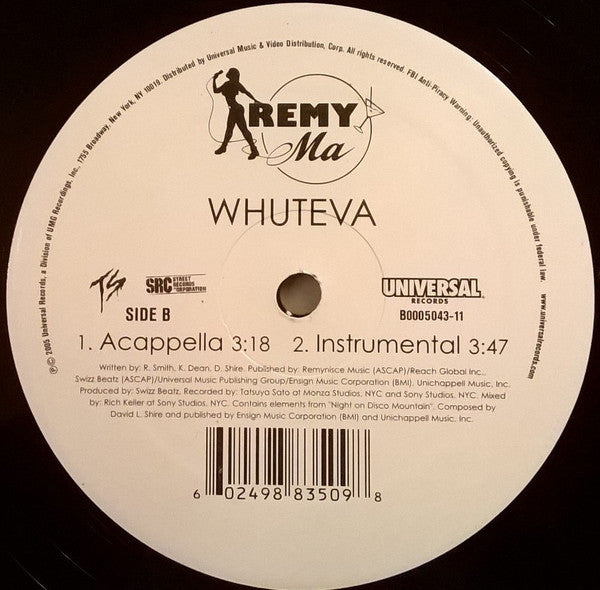 ℗© 2005 Universal Records, a Division of UMG Recordings, Inc., 1755 Broadway, New York, NY 10019. Distributed by Universal Music & Video Distribution, Corp. All rights reserved. FBI Anti-Piracy Warning: Unauthorized copying is punishable under federal law. www.universalrecords.com
REMY
Ma
WHUTEVA
TS
SRC STREET RECORDS CORPORATION
UNIVERSAL
RECORDS
SIDE B
B0005043-11
1. Acappella 3:18 2. Instrumental 3:47
Written by: R. Smith, K. Dean, D. Shire. Published by: Remynisce Music (ASCAP)/Reach Global Inc.,
Swizz Beatz (ASCAP)/Universal Music Publishing Group/Ensign Music Corporation (BMI). Unichappell Music, Inc.
Produced by: Swizz Beatz. Recorded by: Tatsuya Sato at Monza Studios, NYC and Sony Studios, NYC. Mixed
by: Rich Keller at Sony Studios, NYC. Contains elements from "Night on Disco Mountain". Composed by
David L. Shire and published by Ensign Music Corporation (BMI) and Unichappell Music, Inc.
6 02498 83509 8